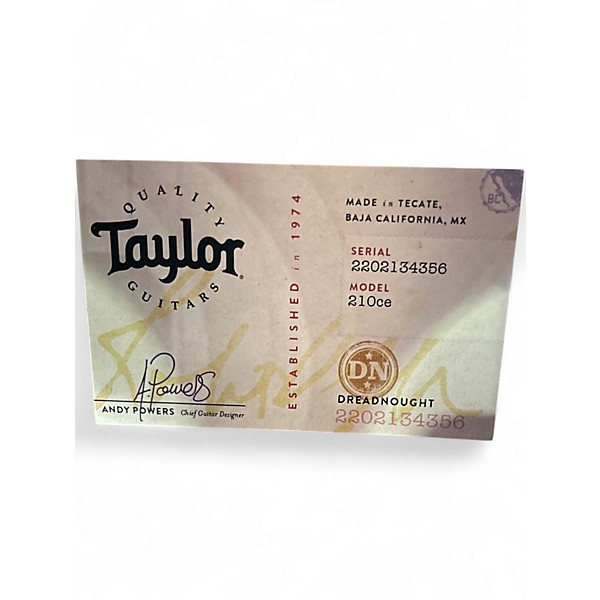 QUALITY
Taylor
GUITARS
A. Powers
ANDY POWERS Chief Guitar Designer
ESTABLISHED in 1974
BC
MADE in TECATE,
BAJA CALIFORNIA, MX
SERIAL
2202134356
MODEL
210ce
DN
DREADNOUGHT
2202134356